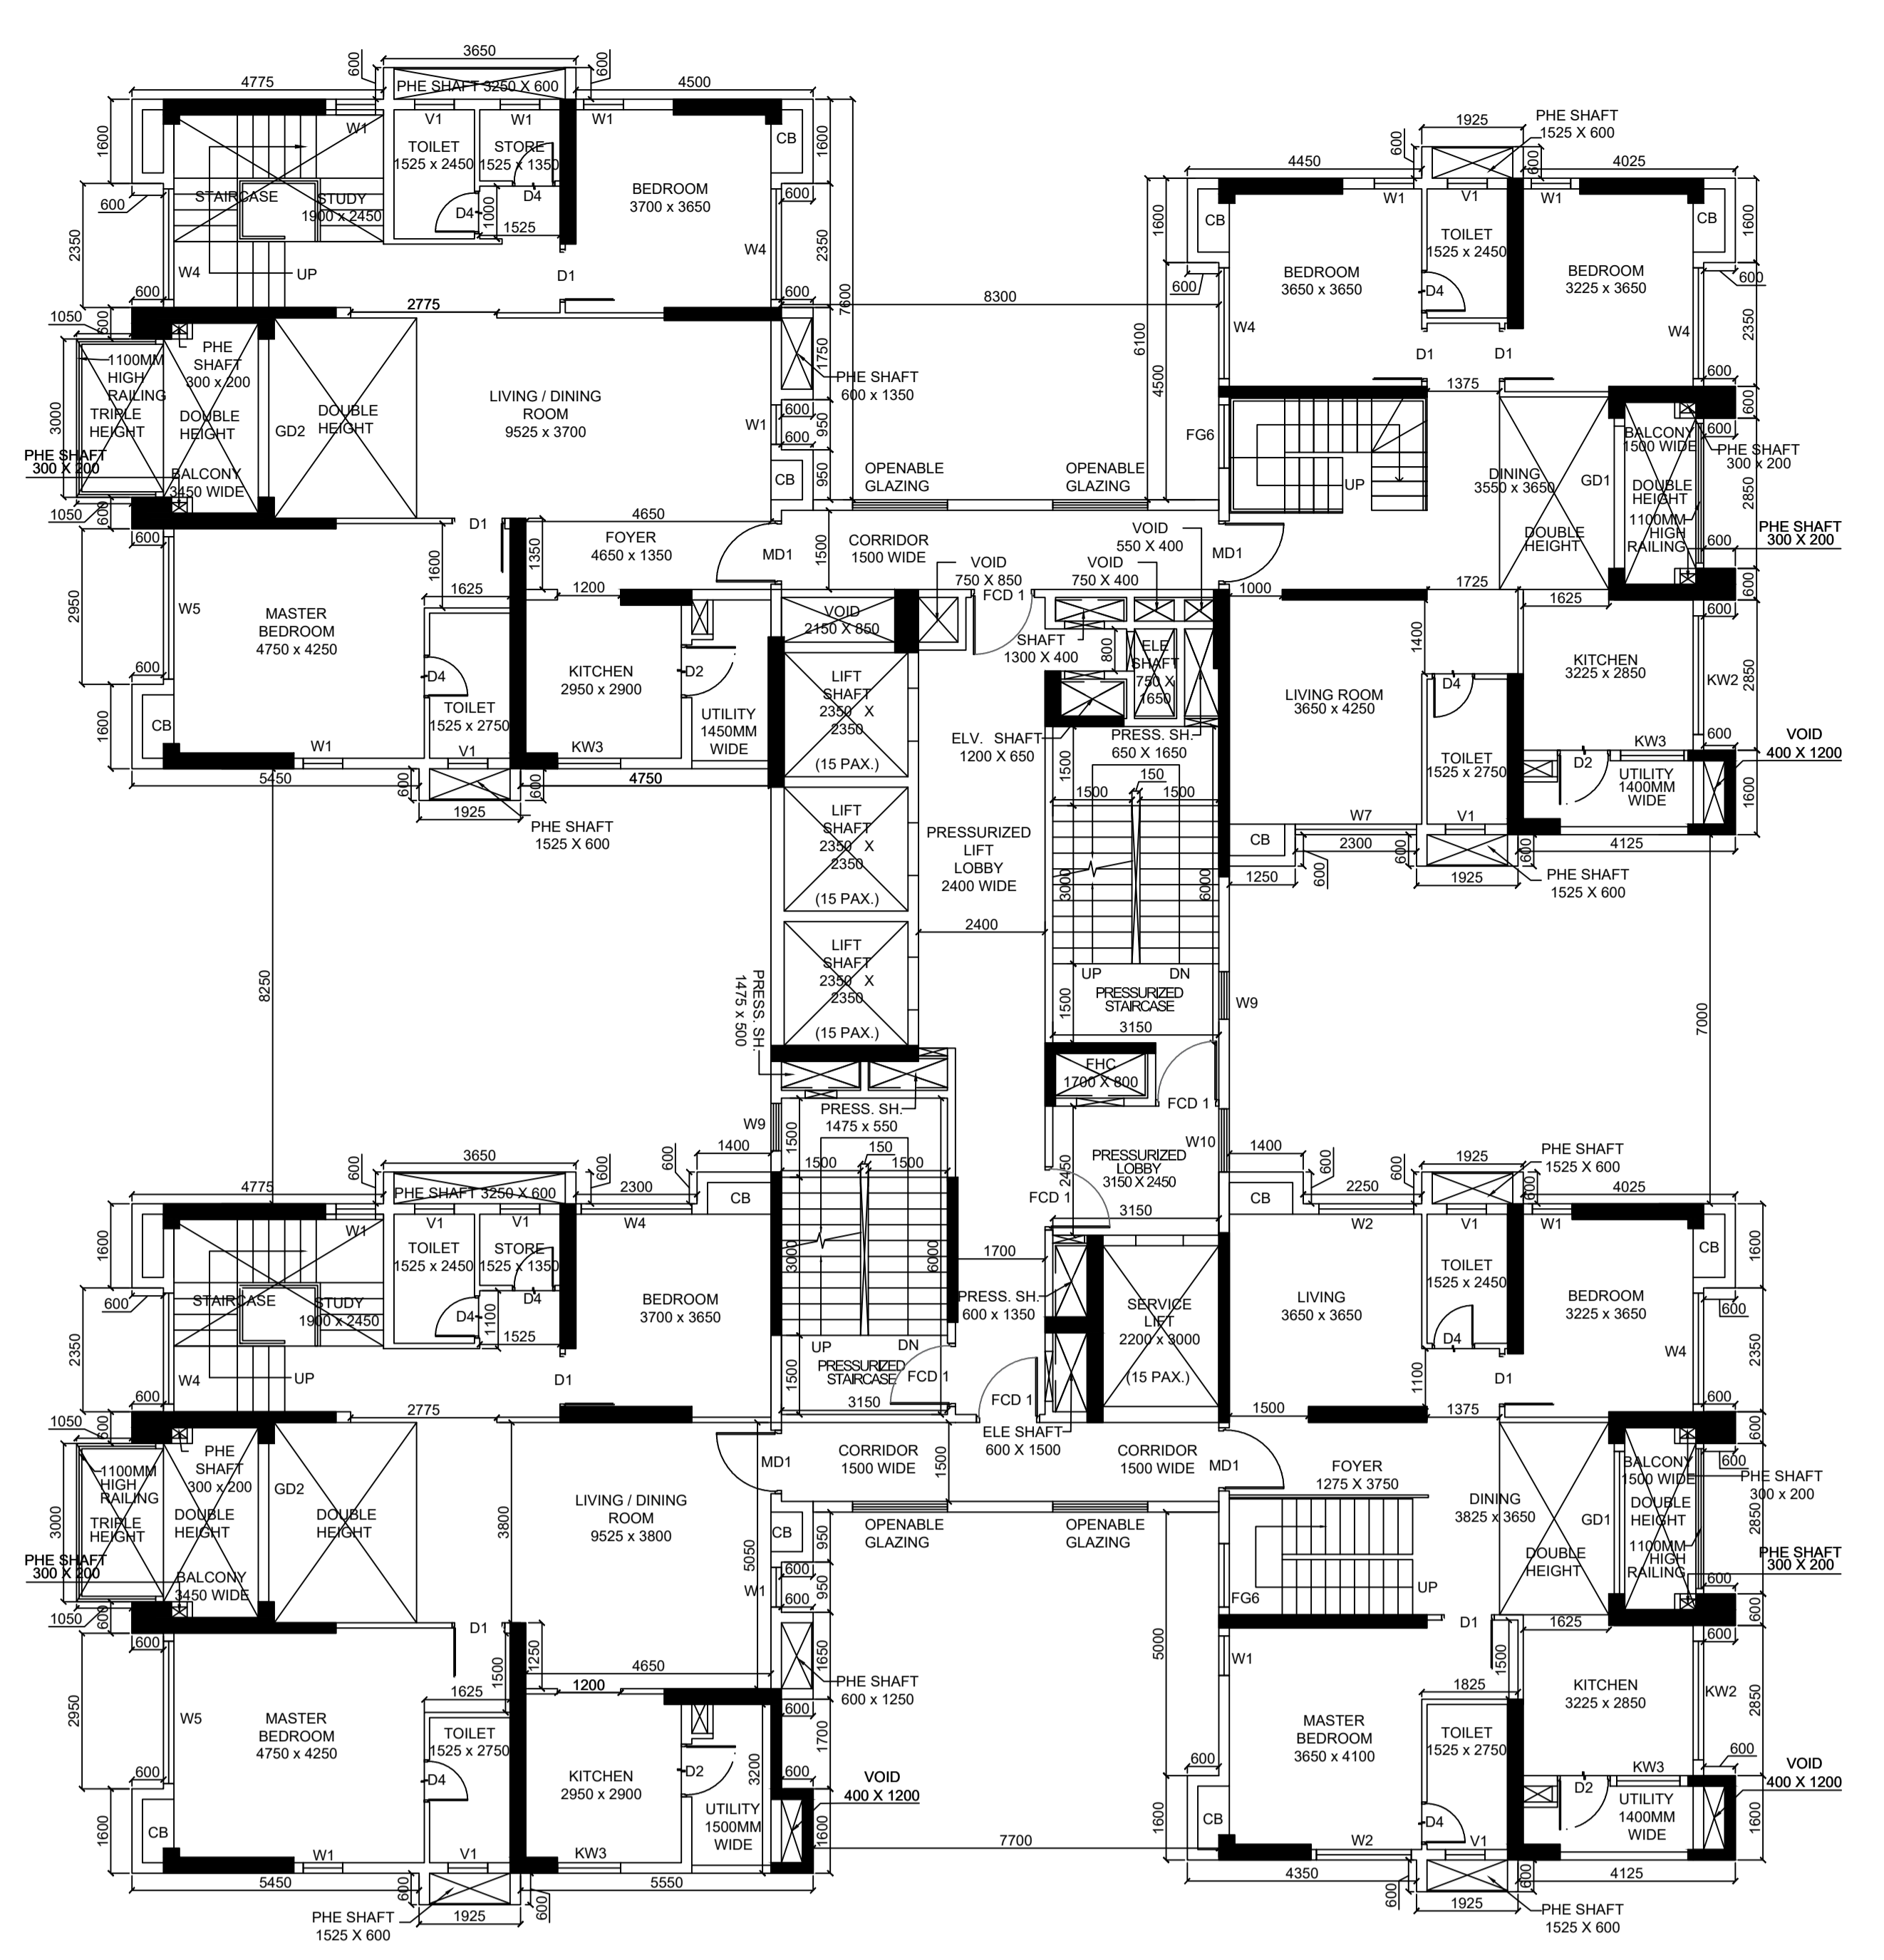 3650
600
600
4775
PHE SHAFT 3250 X 600
4500
W1
V1
W1
W1
CB
1600
1600
TOILET
1525 x 2450
STORE
1525 x 1350
BEDROOM
3700 x 3650
STAIRCASE
STUDY
1900 x 2450
D4
D4
1000
1525
600
600
2350
2350
W4
W4
UP
D1
600
600
2775
7600
8300
1050
600
1100MM
HIGH
RAILING
TRIPLE
HEIGHT
PHE
SHAFT
300 x 200
DOUBLE
HEIGHT
3000
GD2
DOUBLE
HEIGHT
LIVING / DINING
ROOM
9525 x 3700
1750
PHE SHAFT
600 x 1350
W1
600
950
600
PHE SHAFT
300 X 200
BALCONY
3450 WIDE
CB
950
1050
600
OPENABLE
GLAZING
OPENABLE
GLAZING
PHE SHAFT
1525 X 600
1925
600
600
4450
4025
CB
W1
V1
W1
CB
1600
1600
TOILET
1525 x 2450
BEDROOM
3650 x 3650
BEDROOM
3225 x 3650
600
600
D4
W4
W4
2350
6100
4500
D1
D1
1375
600
600
FG6
UP
DINING
3550 x 3650
GD1
BALCONY
1500 WIDE
600
PHE SHAFT
300 x 200
DOUBLE
HEIGHT
1100MM
HIGH
RAILING
2850
DOUBLE
HEIGHT
PHE SHAFT
300 X 200
600
600
D1
4650
FOYER
4650 x 1350
1350
MD1
1500
CORRIDOR
1500 WIDE
VOID
550 X 400
VOID
750 X 850
VOID
750 X 400
FCD 1
MD1
600
1600
1625
1200
W5
2950
MASTER
BEDROOM
4750 x 4250
D4
KITCHEN
2950 x 2900
D2
VOID
2150 X 850
SHAFT
1300 X 400
800
ELE
SHAFT
750 X
1650
1000
1725
1625
600
1400
KITCHEN
3225 x 2850
KW2
2850
LIVING ROOM
3650 x 4250
D4
600
CB
1600
TOILET
1525 x 2750
UTILITY
1450MM
WIDE
W1
V1
KW3
LIFT
SHAFT
2350 X
2350
(15 PAX.)
ELV. SHAFT
1200 X 650
PRESS. SH.
650 X 1650
TOILET
1525 x 2750
KW3
D2
600
VOID
400 X 1200
UTILITY
1400MM
WIDE
1600
5450
600
600
4750
1925
PHE SHAFT
1525 X 600
1500
150
1500
1500
W7
V1
CB
2300
600
600
600
4125
1250
1925
PHE SHAFT
1525 X 600
LIFT
SHAFT
2350 X
2350
(15 PAX.)
PRESSURIZED
LIFT
LOBBY
2400 WIDE
3000
6000
2400
LIFT
SHAFT
2350 X
2350
(15 PAX.)
UP
DN
PRESSURIZED
STAIRCASE
1500
3150
W9
8250
7000
PRESS. SH.
1475 x 500
FHC
1700 X 800
FCD 1
W9
PRESS. SH.
1475 x 550
1500
150
1500
1500
W10
PRESSURIZED
LOBBY
3150 X 2450
2450
FCD 1
3150
1400
600
3650
600
600
4775
PHE SHAFT 3250 X 600
2300
CB
W1
V1
V1
W4
1600
TOILET
1525 x 2450
STORE
1525 x 1350
BEDROOM
3700 x 3650
STAIRCASE
STUDY
1900 x 2450
D4
D4
1100
1525
600
2350
W4
UP
D1
600
2775
3000
6000
1700
UP
DN
PRESSURIZED
STAIRCASE
1500
3150
FCD 1
FCD 1
PRESS. SH.
600 x 1350
SERVICE
LIFT
2200 x 3000
(15 PAX.)
ELE SHAFT
600 X 1500
1400
600
600
1925
600
PHE SHAFT
1525 X 600
CB
2250
4025
W2
V1
W1
CB
1600
TOILET
1525 x 2450
LIVING
3650 x 3650
BEDROOM
3225 x 3650
600
D4
W4
2350
1100
D1
600
1500
1375
600
1050
600
1100MM
HIGH
RAILING
TRIPLE
HEIGHT
PHE
SHAFT
300 x 200
DOUBLE
HEIGHT
3000
GD2
DOUBLE
HEIGHT
3800
LIVING / DINING
ROOM
9525 x 3800
5050
MD1
CORRIDOR
1500 WIDE
1500
CORRIDOR
1500 WIDE
MD1
FOYER
1275 X 3750
CB
950
OPENABLE
GLAZING
OPENABLE
GLAZING
DINING
3825 x 3650
GD1
BALCONY
1500 WIDE
600
PHE SHAFT
300 x 200
DOUBLE
HEIGHT
1100MM
HIGH
RAILING
2850
DOUBLE
HEIGHT
PHE SHAFT
300 X 200
600
600
PHE SHAFT
300 X 200
BALCONY
3450 WIDE
W1
600
950
600
FG6
UP
1050
600
D1
D1
1625
600
600
1250
1500
4650
1650
PHE SHAFT
600 x 1250
5000
W1
1500
1625
1200
600
1825
KITCHEN
3225 x 2850
KW2
2850
2950
W5
MASTER
BEDROOM
4750 x 4250
TOILET
1525 x 2750
1700
MASTER
BEDROOM
3650 x 4100
TOILET
1525 x 2750
600
D4
KITCHEN
2950 x 2900
D2
3200
600
VOID
400 X 1200
600
KW3
600
VOID
400 X 1200
D2
CB
1600
UTILITY
1500MM
WIDE
1600
1600
CB
D4
UTILITY
1400MM
WIDE
1600
W1
V1
KW3
7700
W2
V1
5450
600
600
5550
4350
600
600
4125
1925
1925
PHE SHAFT
1525 X 600
PHE SHAFT
1525 X 600